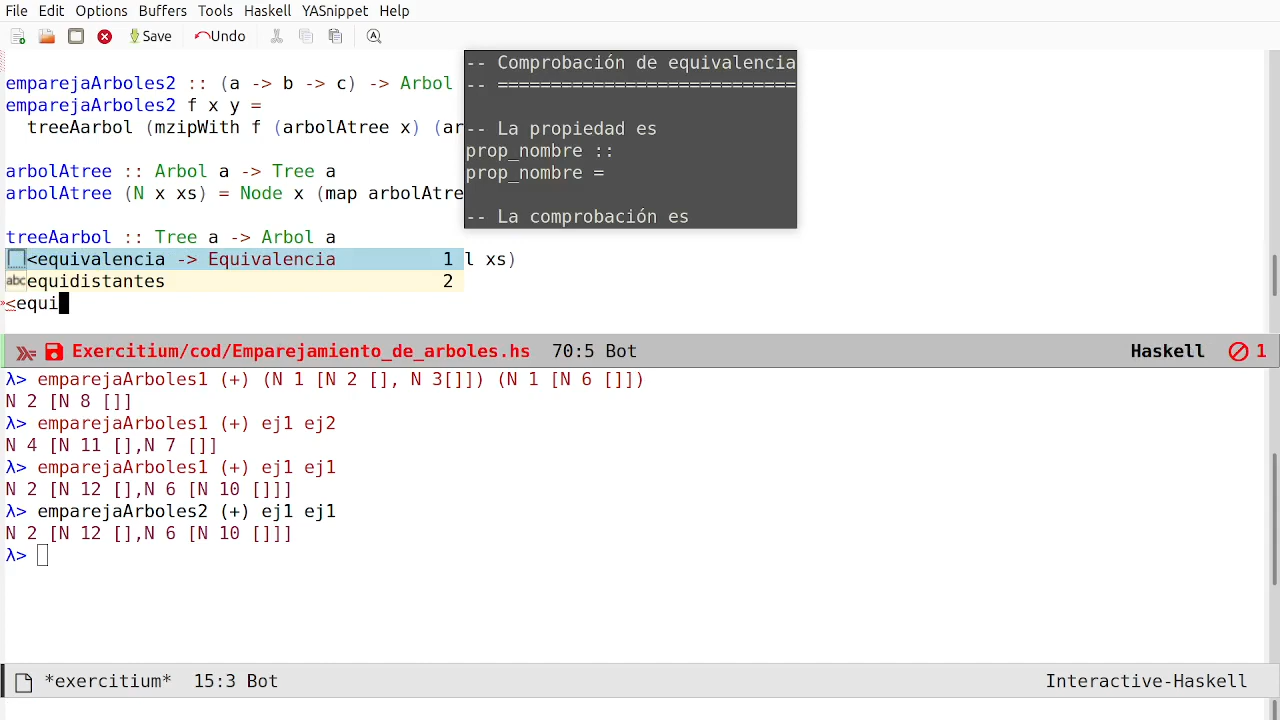 File Edit Options Buffers Tools Haskell YASnippet Help
Save Undo
emparejaArboles2 :: (a -> b -> c) -> Arbol
emparejaArboles2 f x y =
treeAarbol (mzipWith f (arbolAtree x) (ar
arbolAtree :: Arbol a -> Tree a
arbolAtree (N x xs) = Node x (map arbolAtre
treeAarbol :: Tree a -> Arbol a
<equivalencia -> Equivalencia 1 l xs)
abc equidistantes 2
<equi
-- Comprobación de equivalencia
-- ============================
-- La propiedad es
prop_nombre ::
prop_nombre =
-- La comprobación es
Exercitium/cod/Emparejamiento_de_arboles.hs 70:5 Bot Haskell 1
λ> emparejaArboles1 (+) (N 1 [N 2 [], N 3[]]) (N 1 [N 6 []])
N 2 [N 8 []]
λ> emparejaArboles1 (+) ej1 ej2
N 4 [N 11 [],N 7 []]
λ> emparejaArboles1 (+) ej1 ej1
N 2 [N 12 [],N 6 [N 10 []]]
λ> emparejaArboles2 (+) ej1 ej1
N 2 [N 12 [],N 6 [N 10 []]]
λ>
*exercitium* 15:3 Bot Interactive-Haskell